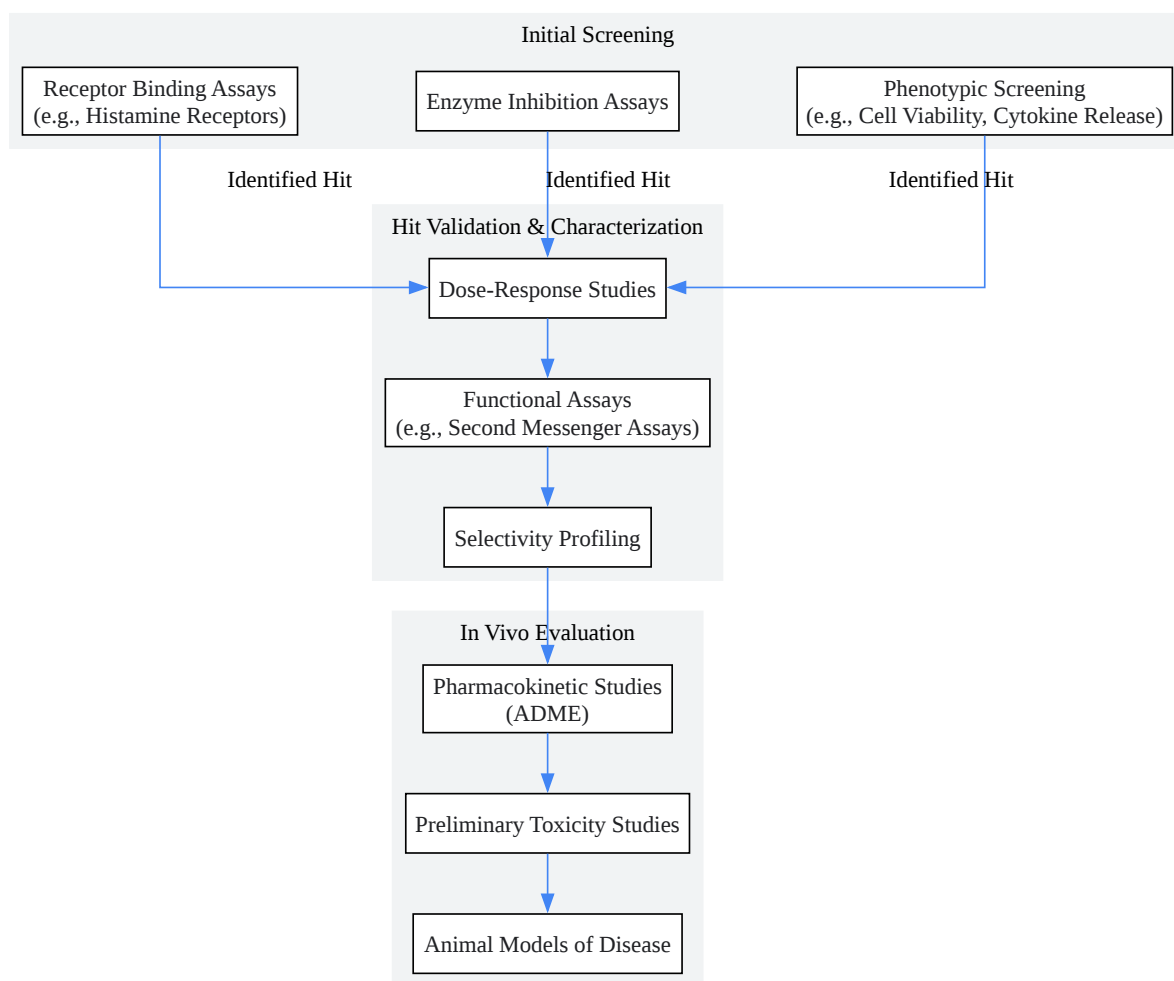 Initial Screening
Receptor Binding Assays
(e.g., Histamine Receptors)
Enzyme Inhibition Assays
Phenotypic Screening
(e.g., Cell Viability, Cytokine Release)
Identified Hit
Identified Hit
Identified Hit
Hit Validation & Characterization
Dose-Response Studies
Functional Assays
(e.g., Second Messenger Assays)
Selectivity Profiling
In Vivo Evaluation
Pharmacokinetic Studies
(ADME)
Preliminary Toxicity Studies
Animal Models of Disease